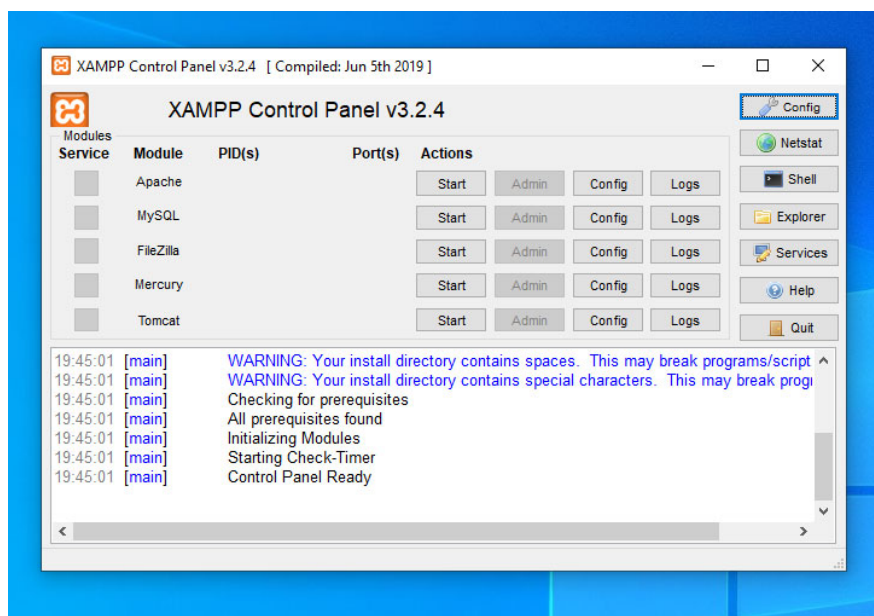 XAMPP Control Panel v3.2.4 [ Compiled: Jun 5th 2019 ]
XAMPP Control Panel v3.2.4
Config
Netstat
Shell
Explorer
Services
Help
Quit
Modules
Service Module PID(s) Port(s) Actions
Apache Start Admin Config Logs
MySQL Start Admin Config Logs
FileZilla Start Admin Config Logs
Mercury Start Admin Config Logs
Tomcat Start Admin Config Logs
19:45:01 [main] WARNING: Your install directory contains spaces. This may break programs/script
19:45:01 [main] WARNING: Your install directory contains special characters. This may break
19:45:01 [main] Checking for prerequisites
19:45:01 [main] All prerequisites found
19:45:01 [main] Initializing Modules
19:45:01 [main] Starting Check-Timer
19:45:01 [main] Control Panel Ready